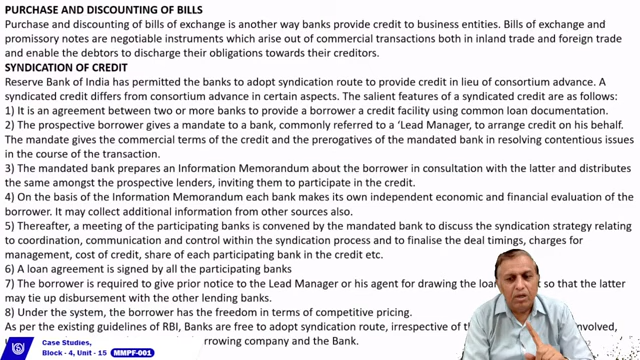 PURCHASE AND DISCOUNTING OF BILLS
Purchase and discounting of bills of exchange is another way banks provide credit to business entities. Bills of exchange and
promissory notes are negotiable instruments which arise out of commercial transactions both in inland trade and foreign trade
and enable the debtors to discharge their obligations towards their creditors.
SYNDICATION OF CREDIT
Reserve Bank of India has permitted the banks to adopt syndication route to provide credit in lieu of consortium advance. A
syndicated credit differs from consortium advance in certain aspects. The salient features of a syndicated credit are as follows:
1) It is an agreement between two or more banks to provide a borrower a credit facility using common loan documentation.
2) The prospective borrower gives a mandate to a bank, commonly referred to a 'Lead Manager, to arrange credit on his behalf.
The mandate gives the commercial terms of the credit and the prerogatives of the mandated bank in resolving contentious issues
in the course of the transaction.
3) The mandated bank prepares an Information Memorandum about the borrower in consultation with the latter and distributes
the same amongst the prospective lenders, inviting them to participate in the credit.
4) On the basis of the Information Memorandum each bank makes its own independent economic and financial evaluation of the
borrower. It may collect additional information from other sources also.
5) Thereafter, a meeting of the participating banks is convened by the mandated bank to discuss the syndication strategy relating
to coordination, communication and control within the syndication process and to finalise the deal timings, charges for
management, cost of credit, share of each participating bank in the credit etc.
6) A loan agreement is signed by all the participating banks
7) The borrower is required to give prior notice to the Lead Manager or his agent for drawing the loan so that the latter
may tie up disbursement with the other lending banks.
8) Under the system, the borrower has the freedom in terms of competitive pricing.
As per the existing guidelines of RBI, Banks are free to adopt syndication route, irrespective of involved,
company and the Bank.
Case Studies,
Block - 4, Unit - 15 MMPF-001